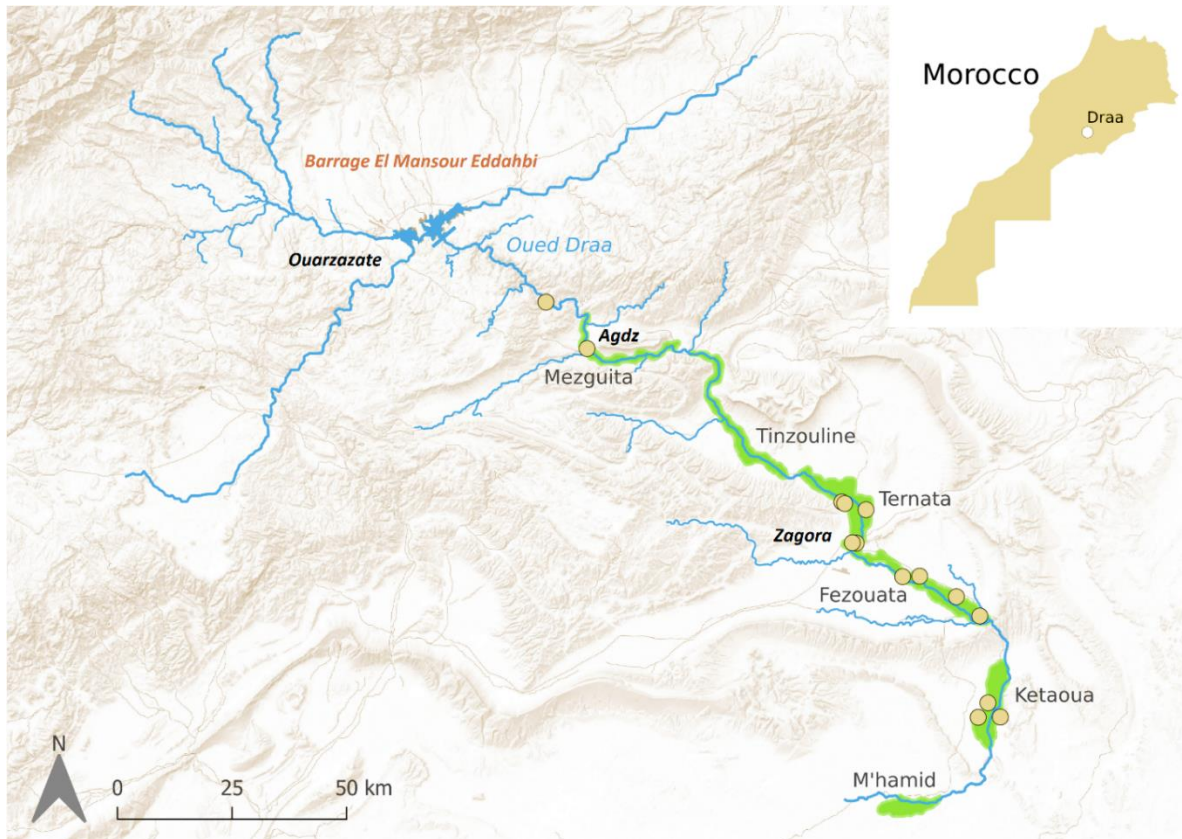 Morocco
Draa
Barrage El Mansour Eddahbi
Oued Draa
Ouarzazate
Agdz
Mezguita
Tinzouline
Ternata
Zagora
Fezouata
Ketaoua
M'hamid
N
0 25 50 km